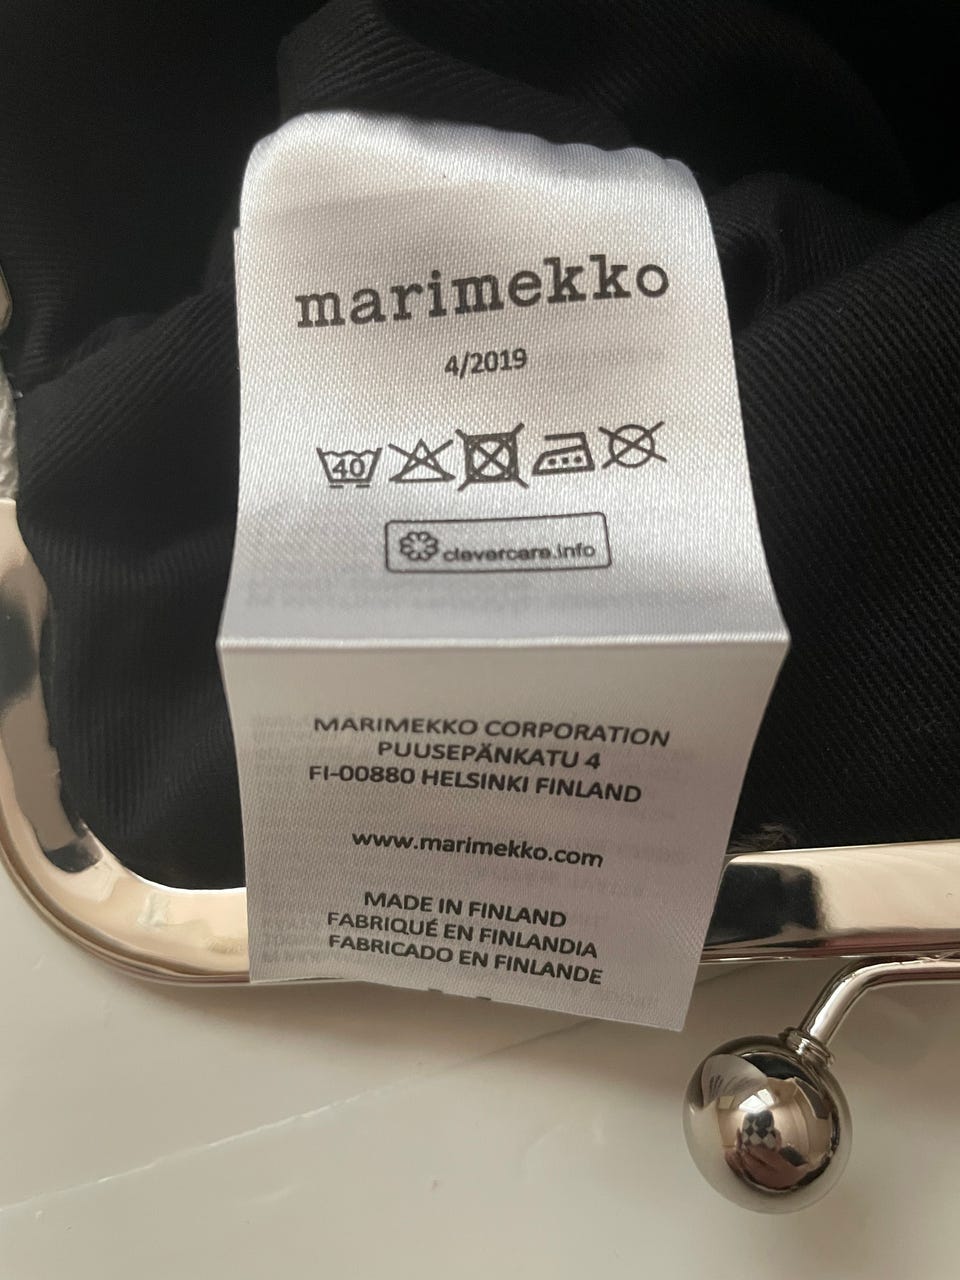 marimekko
4/2019
40
clevercare.info
MARIMEKKO CORPORATION
PUUSEPÄNKATU 4
FI-00880 HELSINKI FINLAND
www.marimekko.com
MADE IN FINLAND
FABRIQUÉ EN FINLANDIA
FABRICADO EN FINLANDE